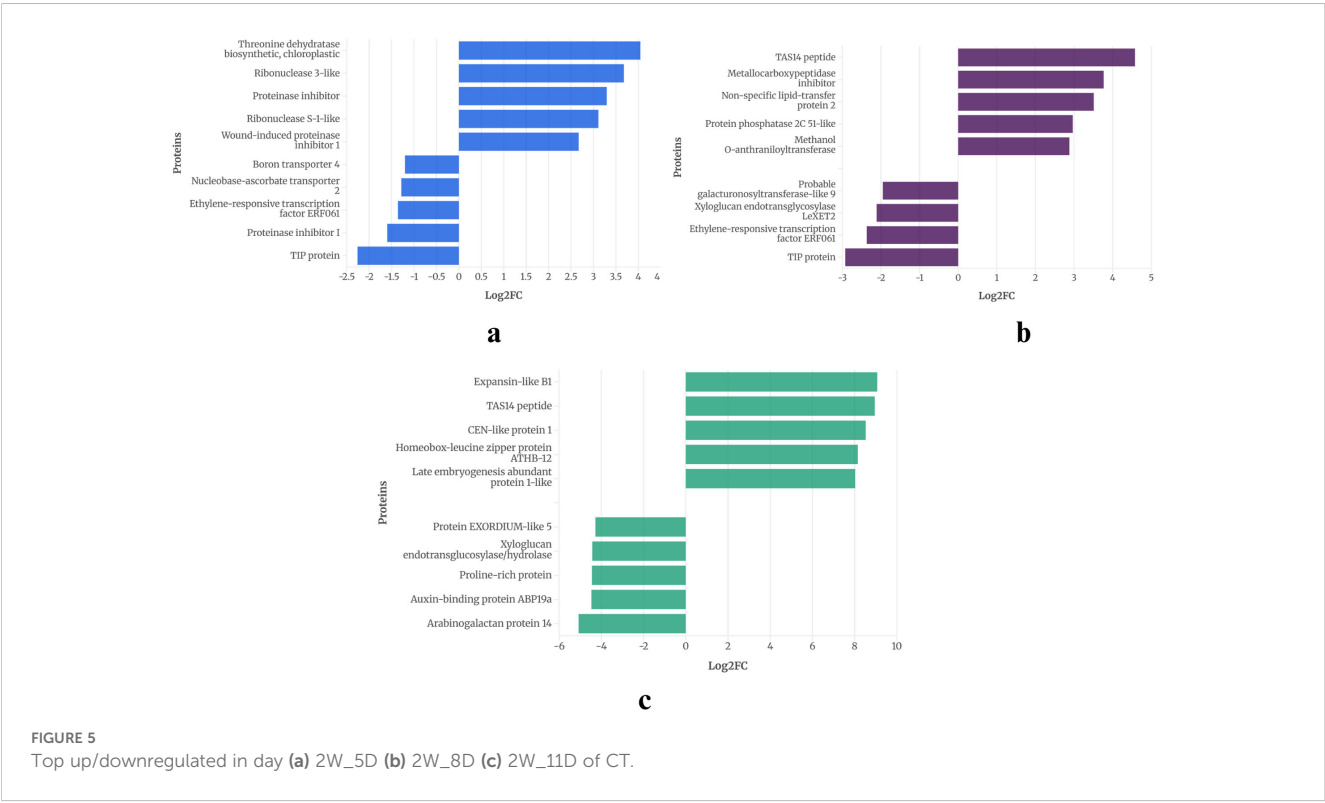 Threonine dehydratase
biosynthetic, chloroplastic
Ribonuclease 3-like
Proteinase inhibitor
Ribonuclease S-1-like
Wound-induced proteinase
inhibitor 1
Boron transporter 4
Nucleobase-ascorbate transporter
2
Ethylene-responsive transcription
factor ERF061
Proteinase inhibitor I
TIP protein
Proteins
-2.5 -2 -1.5 -1 -0.5 0 0.5 1 1.5 2 2.5 3 3.5 4 4
Log2FC
a
TAS14 peptide
Metallocarboxypeptidase
inhibitor
Non-specific lipid-transfer
protein 2
Protein phosphatase 2C 51-like
Methanol
O-anthraniloyltransferase
Probable
galacturonosyltransferase-like 9
Xyloglucan endotransglycosylase
LeXET2
Ethylene-responsive transcription
factor ERF061
TIP protein
Proteins
-3 -2 -1 0 1 2 3 4 5
Log2FC
b
Expansin-like B1
TAS14 peptide
CEN-like protein 1
Homeobox-leucine zipper protein
ATHB-12
Late embryogenesis abundant
protein 1-like
Protein EXORDIUM-like 5
Xyloglucan
endotransglucosylase/hydrolase
Proline-rich protein
Auxin-binding protein ABP19a
Arabinogalactan protein 14
Proteins
-6 -4 -2 0 2 4 6 8 10
Log2FC
c
FIGURE 5
Top up/downregulated in day (a) 2W_5D (b) 2W_8D (c) 2W_11D of CT.